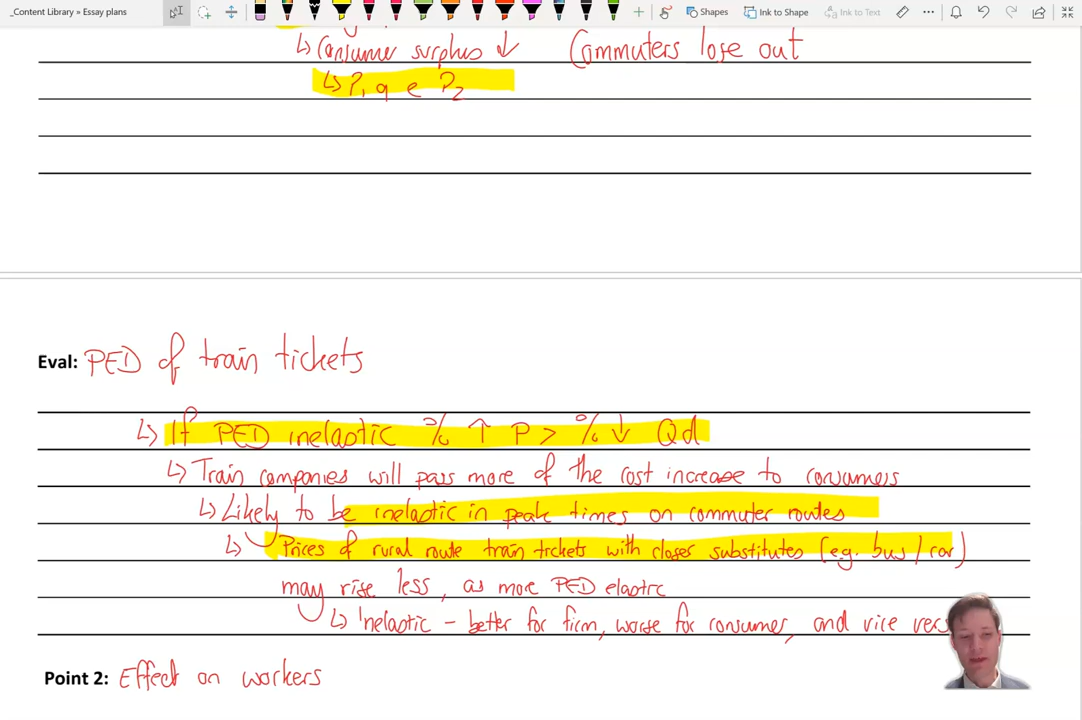 _Content Library » Essay plans
Shapes
Ink to Shape
Ink to Text
↳ Consumer surplus ↓ Commuters lose out
↳ P, q e P2
Eval: PED of train tickets
↳ If PED inelastic % ↑ P > % ↓ Qd
↳ Train companies will pass more of the cost increase to consumers
↳ Likely to be inelastic in peak times on commuter routes
↳ Prices of rural route train tickets with closer substitutes (e.g. bus / car)
may rise less, as more PED elastic
↳ Inelastic - better for firm, worse for consumer, and vice
Point 2: Effect on workers